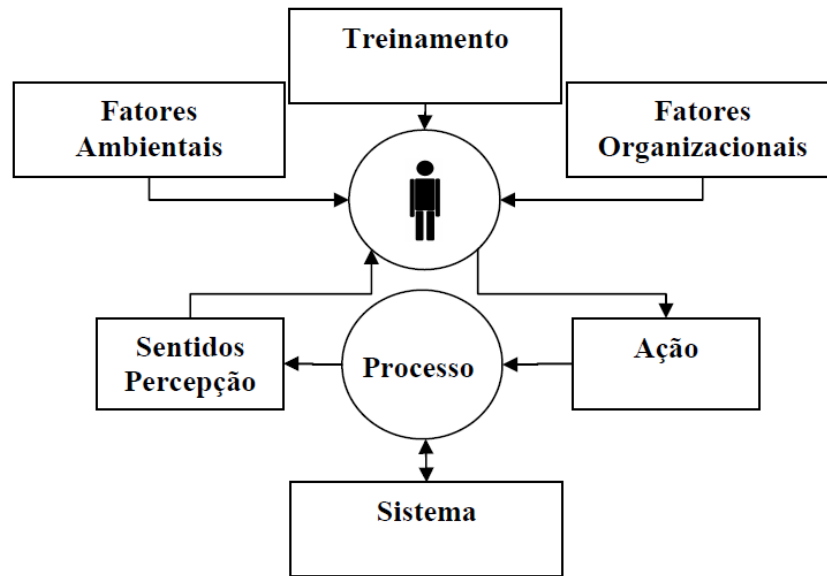 Treinamento
Fatores
Ambientais
Fatores
Organizacionais
Sentidos
Percepção
Processo
Ação
Sistema